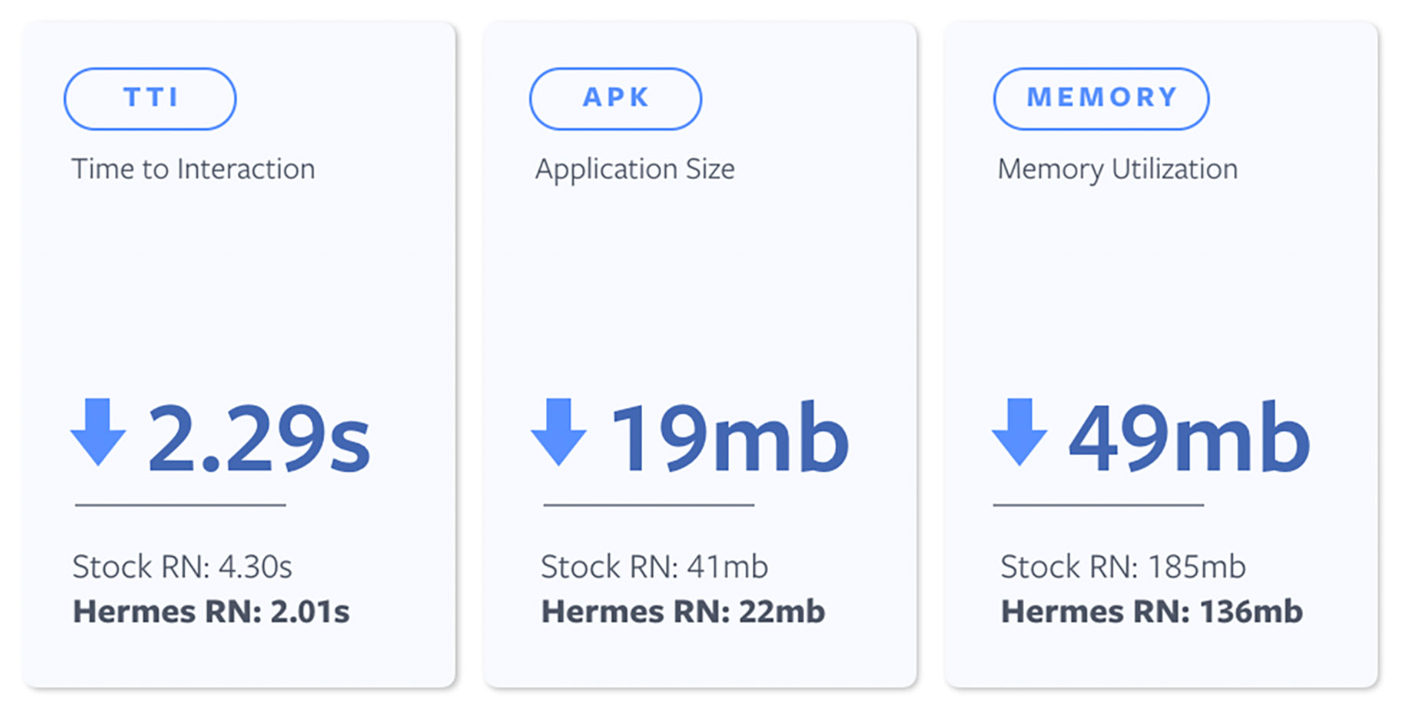 TTI
Time to Interaction
2.29s
Stock RN: 4.30s
Hermes RN: 2.01s
APK
Application Size
19mb
Stock RN: 41mb
Hermes RN: 22mb
MEMORY
Memory Utilization
49mb
Stock RN: 185mb
Hermes RN: 136mb